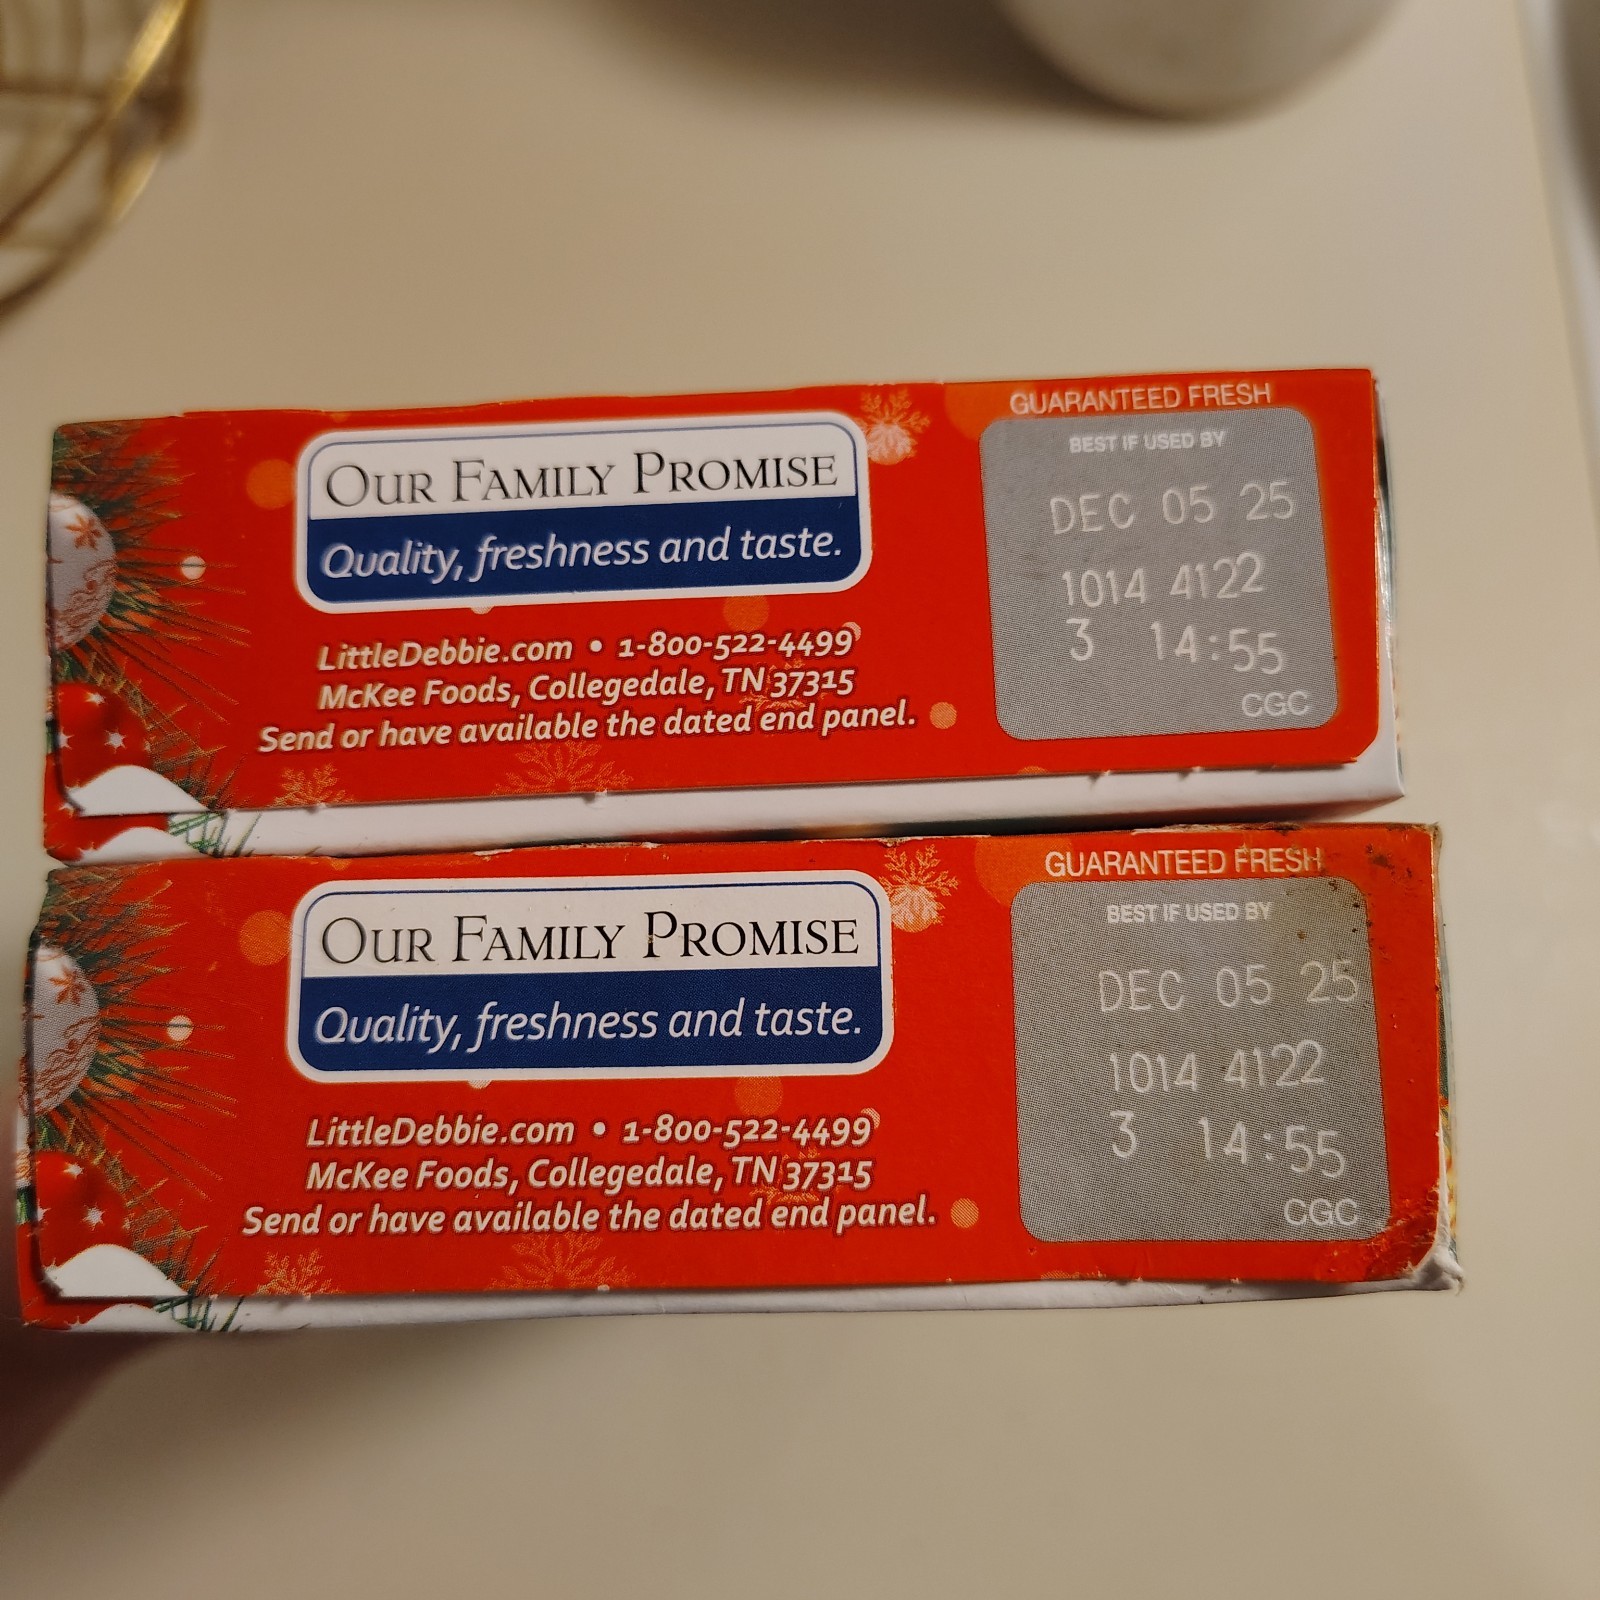 GUARANTEED FRESH
BEST IF USED BY
DEC 05 25
1014 4122
3 14:55
CGC
OUR FAMILY PROMISE
Quality, freshness and taste.
LittleDebbie.com • 1-800-522-4499
McKee Foods, Collegedale, TN 37315
Send or have available the dated end panel.
GUARANTEED FRESH
BEST IF USED BY
DEC 05 25
1014 4122
3 14:55
CGC
OUR FAMILY PROMISE
Quality, freshness and taste.
LittleDebbie.com • 1-800-522-4499
McKee Foods, Collegedale, TN 37315
Send or have available the dated end panel.